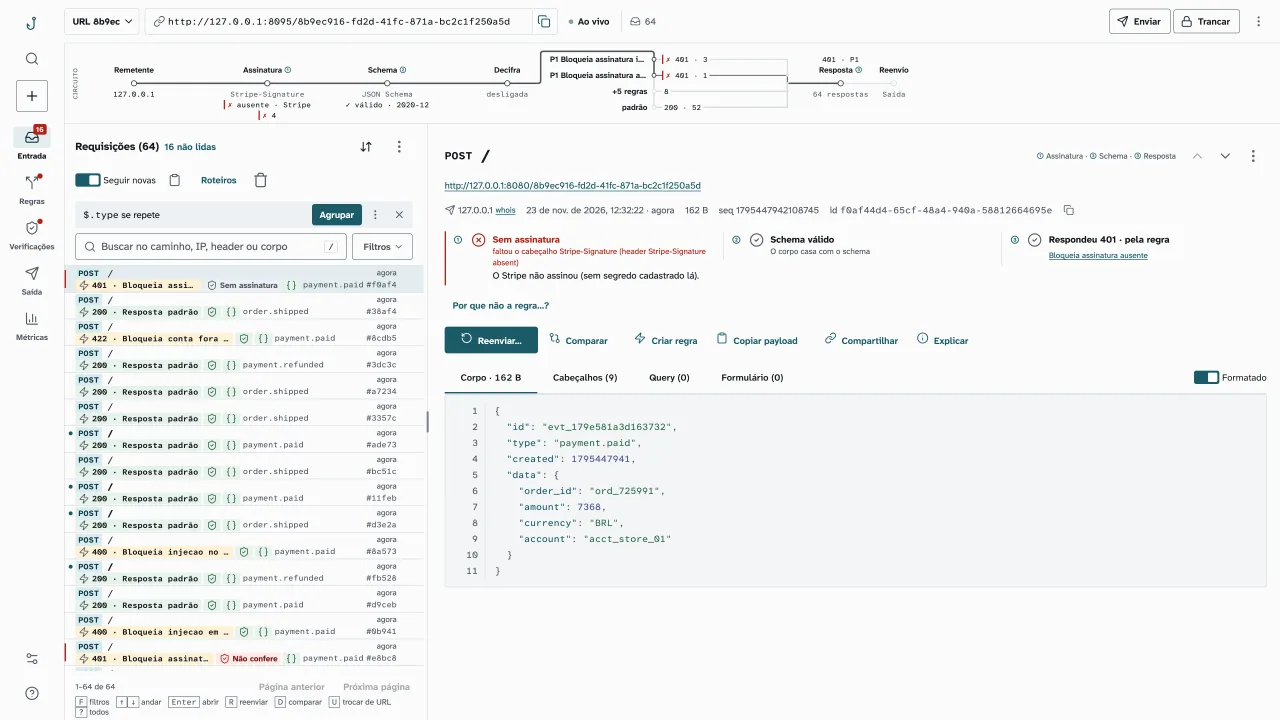 URL 8b9ec
http://127.0.0.1:8095/8b9ec916-fd2d-41fc-871a-bc2c1f250a5d
Ao vivo
64
Enviar
Trancar
CIRCUITO
Remetente
127.0.0.1
Assinatura
Stripe-Signature
✗ ausente · Stripe
✗ 4
Schema
JSON Schema
✓ válido · 2020-12
Decifra
desligada
P1 Bloqueia assinatura i…
✗ 401 · 3
P1 Bloqueia assinatura a…
✗ 401 · 1
+5 regras
8
padrão
200 · 52
401 · P1
Resposta
64 respostas
Reenvio
Saída
16
Entrada
Regras
Verificações
Saída
Métricas
Requisições (64) 16 não lidas
Seguir novas
Roteiros
$.type se repete
Agrupar
Buscar no caminho, IP, header ou corpo
/
Filtros
POST / agora
401 · Bloqueia assi… Sem assinatura {} payment.paid #f0af4
POST / agora
200 · Resposta padrão {} order.shipped #38af4
POST / agora
422 · Bloqueia conta fora … {} payment.paid #8cdb5
POST / agora
200 · Resposta padrão {} payment.refunded #3dc3c
POST / agora
200 · Resposta padrão {} order.shipped #a7234
POST / agora
200 · Resposta padrão {} order.shipped #3357c
POST / agora
200 · Resposta padrão {} payment.paid #ade73
POST / agora
200 · Resposta padrão {} order.shipped #bc51c
POST / agora
200 · Resposta padrão {} payment.paid #11feb
POST / agora
200 · Resposta padrão {} order.shipped #d3e2a
POST / agora
400 · Bloqueia injecao no … {} payment.paid #8a573
POST / agora
200 · Resposta padrão {} payment.refunded #fb528
POST / agora
200 · Resposta padrão {} payment.paid #d9ceb
POST / agora
400 · Bloqueia injecao em … {} payment.paid #0b941
POST / agora
401 · Bloqueia assinat… Não confere {} payment.paid #e8bc8
1–64 de 64
Página anterior
Próxima página
F filtros ↑ ↓ andar Enter abrir R reenviar D comparar U trocar de URL
? todos
POST /
① Assinatura · ② Schema · ③ Resposta
http://127.0.0.1:8080/8b9ec916-fd2d-41fc-871a-bc2c1f250a5d
127.0.0.1 whois 23 de nov. de 2026, 12:32:22 · agora 162 B seq 1795447942108745 id f0af44d4-65cf-48a4-940a-58812664695e
① Sem assinatura
faltou o cabeçalho Stripe-Signature (header Stripe-Signature
absent)
O Stripe não assinou (sem segredo cadastrado lá).
② Schema válido
O corpo casa com o schema
③ Respondeu 401 · pela regra
Bloqueia assinatura ausente
Por que não a regra…?
Reenviar…
Comparar
Criar regra
Copiar payload
Compartilhar
Explicar
Corpo · 162 B
Cabeçalhos (9)
Query (0)
Formulário (0)
Formatado
1 {
2 "id": "evt_179e581a3d163732",
3 "type": "payment.paid",
4 "created": 1795447941,
5 "data": {
6 "order_id": "ord_725991",
7 "amount": 7368,
8 "currency": "BRL",
9 "account": "acct_store_01"
10 }
11 }